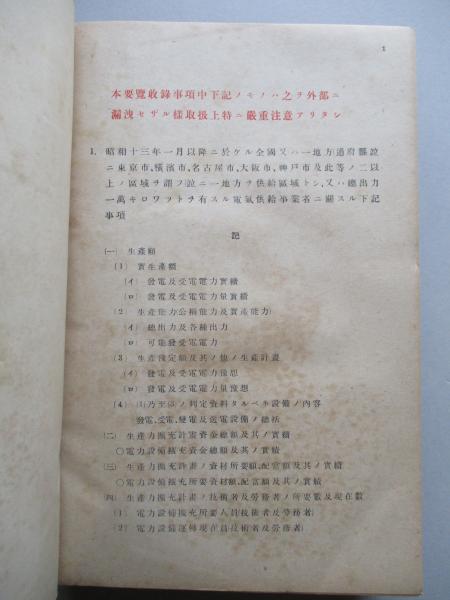 1
本要覽收錄事項中下記ノモノハ之ヲ外部ニ
漏洩セザル樣取扱上特ニ嚴重注意アリタシ
1. 昭和十三年一月以降ニ於ケル全國又ハ一地方(道府縣竝
ニ東京市、橫濱市、名古屋市、大阪市、神戶市及此等ノ二以
上ノ區域ヲ謂フ)竝ニ一地方ヲ供給區域トシ、又ハ總出力
一萬キロワットヲ有スル電氣供給事業者ニ關スル下記
事項
記
(一) 生產額
(1) 實生產額
(イ) 發電及受電電力實績
(ロ) 發電及受電電力量實績
(2) 生產能力(公稱能力及實產能力)
(イ) 總出力及各種出力
(ロ) 可能發受電電力
(3) 生產豫定額及其ノ他ノ生產計畫
(イ) 發電及受電電力豫想
(ロ) 發電及受電電力量豫想
(4) (1)乃至(3)ノ判定資料タルベキ設備ノ內容
發電、受電、變電及送電設備ノ總括
(二) 生產力擴充計畫資金總額及其ノ實績
○電力設備擴充資金總額及其ノ實績
(三) 生產力擴充計畫ノ資材所要額、配當額及其ノ實績
○電力設備擴充所要資材額、配當額及其ノ實績
(四) 生產力擴充計畫ノ技術者及勞務者ノ所要數及現在數
(1) 電力設備擴充所要人員(技術者及勞務者)
(2) 電力設備運轉現在員(技術者及勞務者)